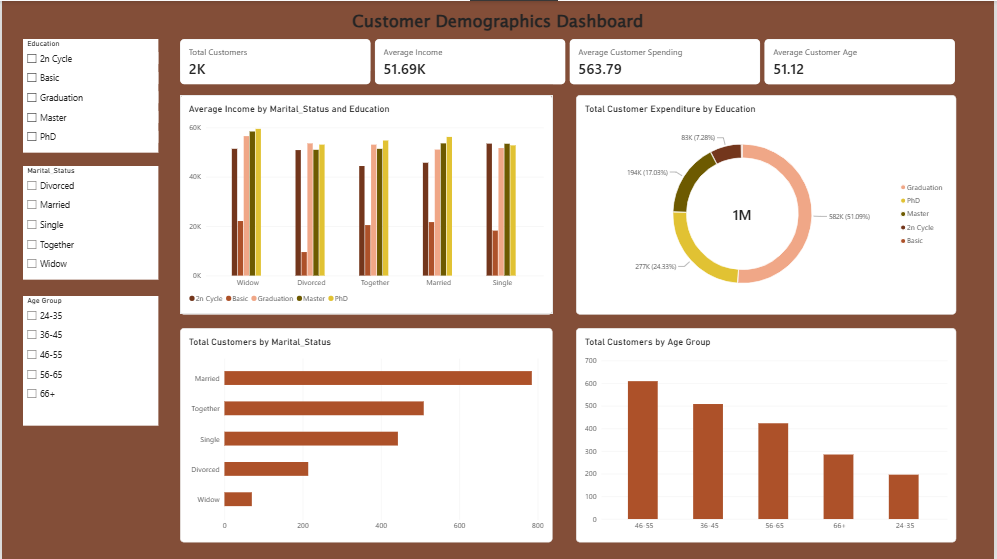 Customer Demographics Dashboard
Education
2n Cycle
Basic
Graduation
Master
PhD
Marital_Status
Divorced
Married
Single
Together
Widow
Age Group
24-35
36-45
46-55
56-65
66+
Total Customers
2K
Average Income
51.69K
Average Customer Spending
563.79
Average Customer Age
51.12
Average Income by Marital_Status and Education
60K
40K
20K
0K
Widow Divorced Together Married Single
2n Cycle Basic Graduation Master PhD
Total Customer Expenditure by Education
83K (7.28%)
194K (17.03%)
277K (24.33%)
582K (51.09%)
1M
Graduation
PhD
Master
2n Cycle
Basic
Total Customers by Marital_Status
Married
Together
Single
Divorced
Widow
0 200 400 600 800
Total Customers by Age Group
700
600
500
400
300
200
100
0
46-55 36-45 56-65 66+ 24-35